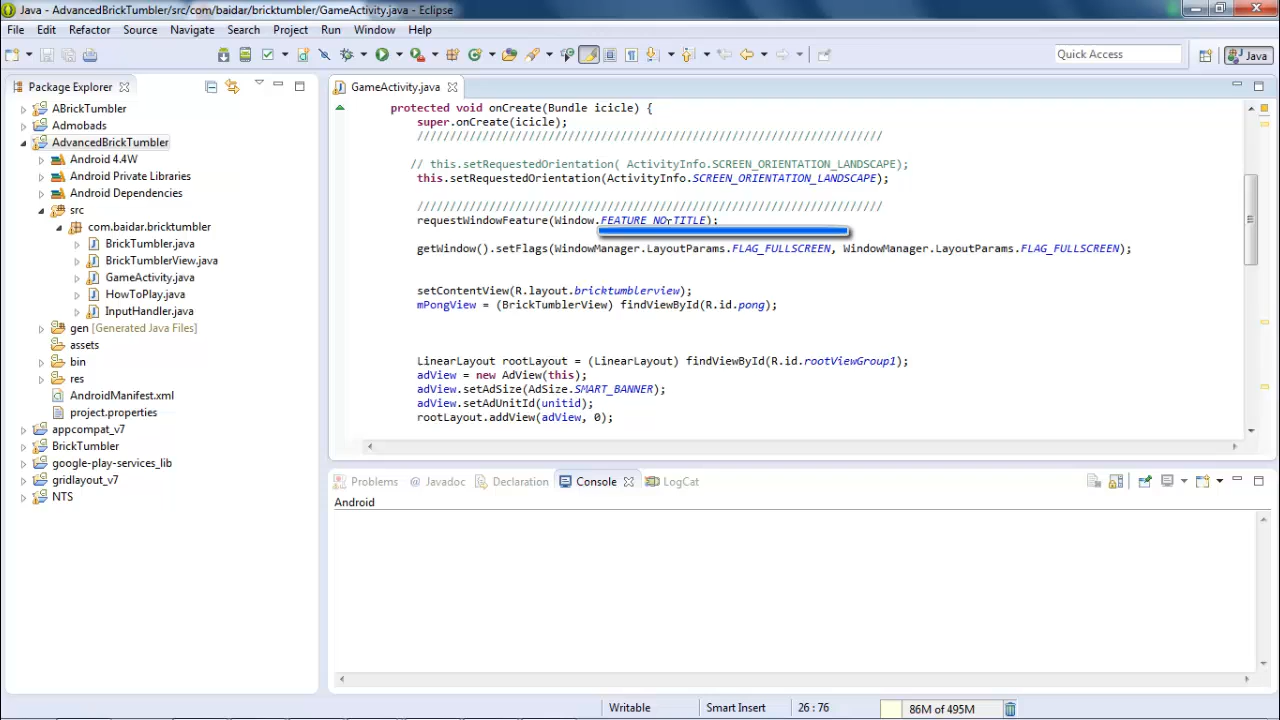 Java - AdvancedBrickTumbler/src/com/baidar/bricktumbler/GameActivity.java - Eclipse
File Edit Refactor Source Navigate Search Project Run Window Help
Quick Access
Java
Package Explorer
GameActivity.java
ABrickTumbler
Admobads
AdvancedBrickTumbler
Android 4.4W
Android Private Libraries
Android Dependencies
src
com.baidar.bricktumbler
BrickTumbler.java
BrickTumblerView.java
GameActivity.java
HowToPlay.java
InputHandler.java
gen [Generated Java Files]
assets
bin
res
AndroidManifest.xml
project.properties
appcompat_v7
BrickTumbler
google-play-services_lib
gridlayout_v7
NTS
protected void onCreate(Bundle icicle) {
super.onCreate(icicle);
///////////////////////////////////////////////////////////////////////
// this.setRequestedOrientation( ActivityInfo.SCREEN_ORIENTATION_LANDSCAPE);
this.setRequestedOrientation(ActivityInfo.SCREEN_ORIENTATION_LANDSCAPE);
///////////////////////////////////////////////////////////////////////
requestWindowFeature(Window.FEATURE_NO_TITLE);
getWindow().setFlags(WindowManager.LayoutParams.FLAG_FULLSCREEN, WindowManager.LayoutParams.FLAG_FULLSCREEN);
setContentView(R.layout.bricktumblerview);
mPongView = (BrickTumblerView) findViewById(R.id.pong);
LinearLayout rootLayout = (LinearLayout) findViewById(R.id.rootViewGroup1);
adView = new AdView(this);
adView.setAdSize(AdSize.SMART_BANNER);
adView.setAdUnitId(unitid);
rootLayout.addView(adView, 0);
Problems Javadoc Declaration Console LogCat
Android
Writable Smart Insert 26 : 76 86M of 495M